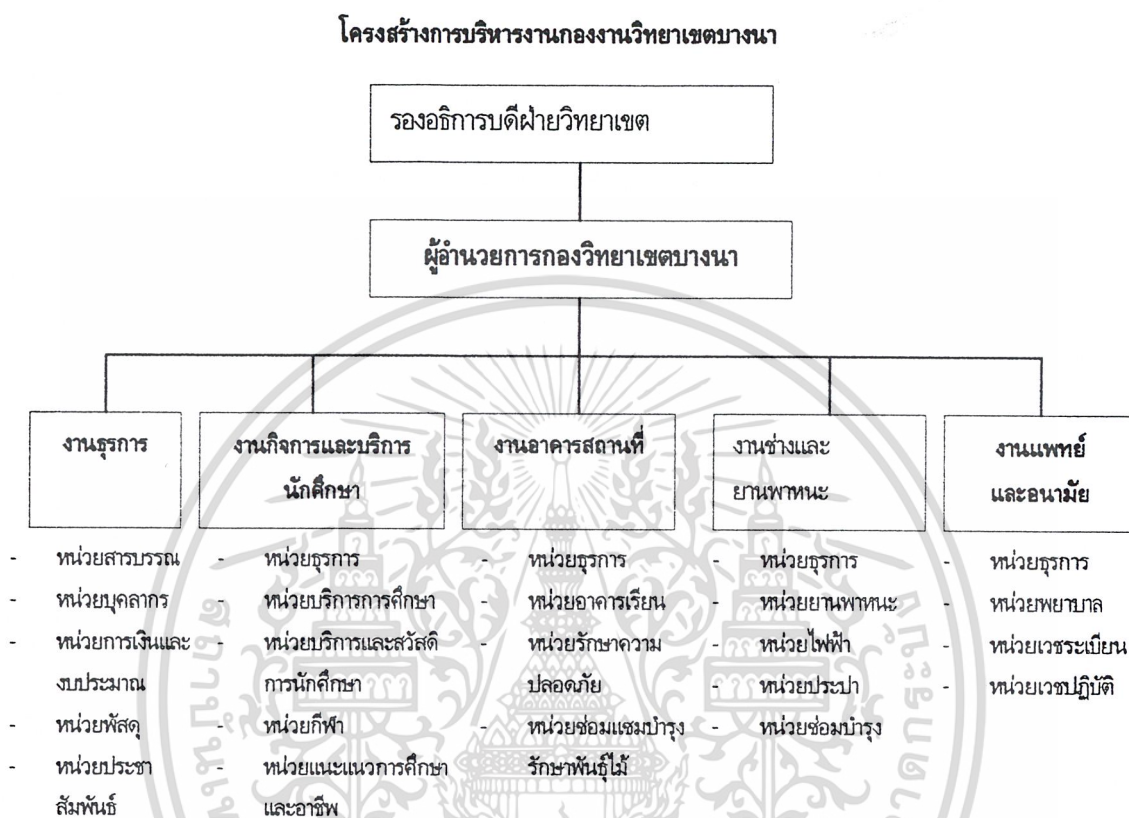 โครงสร้างการบริหารงานกองงานวิทยาเขตบางนา
รองอธิการบดีฝ่ายวิทยาเขต
ผู้อำนวยการกองวิทยาเขตบางนา
งานธุรการ
- หน่วยสารบรรณ
- หน่วยบุคลากร
- หน่วยการเงินและ
งบประมาณ
- หน่วยพัสดุ
- หน่วยประชา
สัมพันธ์
งานกิจการและบริการ
นักศึกษา
- หน่วยธุรการ
- หน่วยบริการการศึกษา
- หน่วยบริการและสวัสดิ
การนักศึกษา
- หน่วยกีฬา
- หน่วยแนะแนวการศึกษา
และอาชีพ
งานอาคารสถานที่
- หน่วยธุรการ
- หน่วยอาคารเรียน
- หน่วยรักษาความ
ปลอดภัย
- หน่วยซ่อมแซมบำรุง
รักษาพันธุ์ไม้
งานช่างและ
ยานพาหนะ
- หน่วยธุรการ
- หน่วยยานพาหนะ
- หน่วยไฟฟ้า
- หน่วยประปา
- หน่วยซ่อมบำรุง
งานแพทย์
และอนามัย
- หน่วยธุรการ
- หน่วยพยาบาล
- หน่วยเวชระเบียน
- หน่วยเวชปฏิบัติ